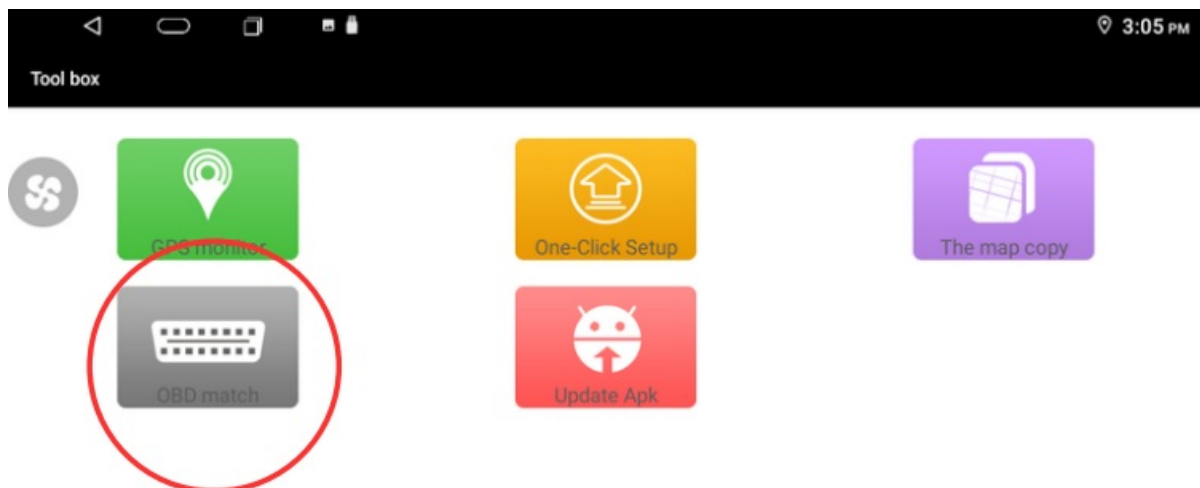 3:05 PM
Tool box
GPS monitor
One-Click Setup
The map copy
OBD match
Update Apk